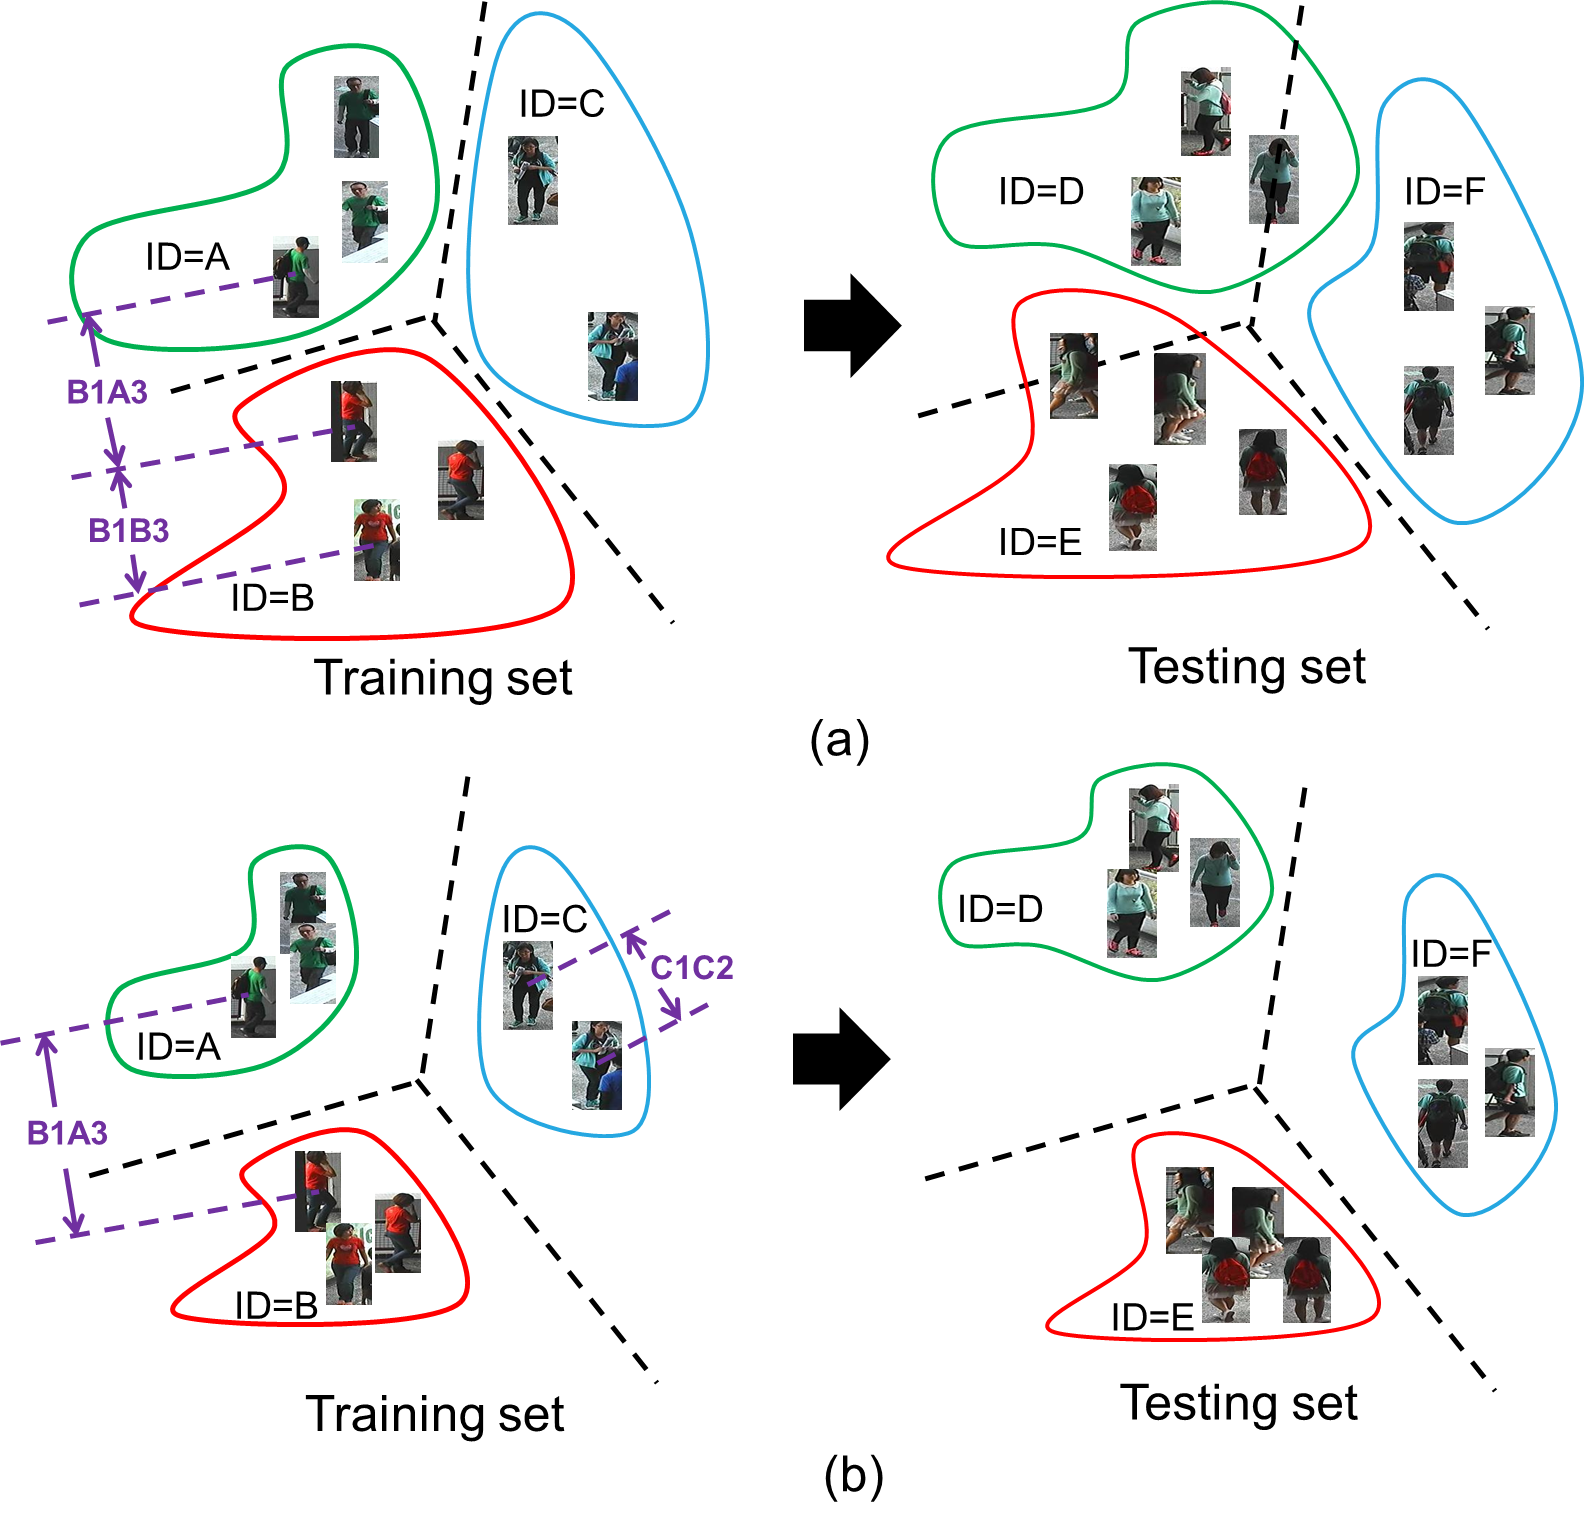 ID=C
ID=A
B1A3
B1B3
ID=B
Training set
ID=D
ID=F
ID=E
Testing set
(a)
ID=C
C1C2
ID=A
B1A3
ID=B
Training set
ID=D
ID=F
ID=E
Testing set
(b)